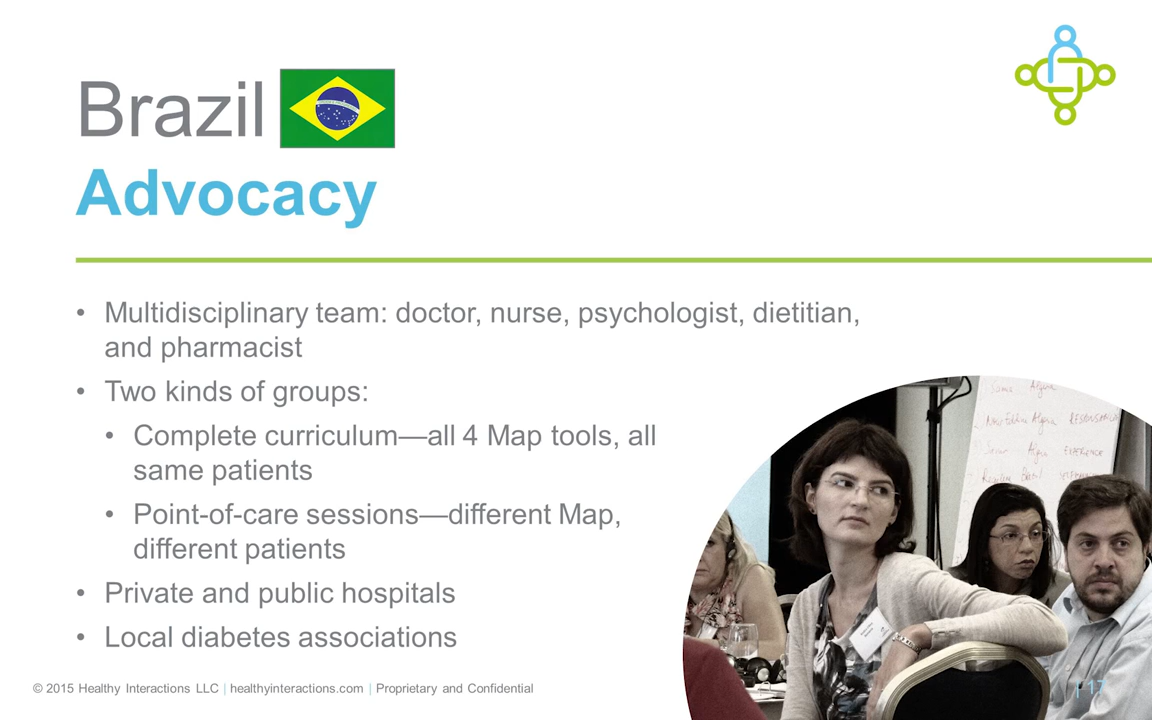 Brazil
Advocacy
• Multidisciplinary team: doctor, nurse, psychologist, dietitian,
and pharmacist
• Two kinds of groups:
• Complete curriculum—all 4 Map tools, all
same patients
• Point-of-care sessions—different Map,
different patients
• Private and public hospitals
• Local diabetes associations
EXPERIENCE
© 2015 Healthy Interactions LLC | healthyinteractions.com | Proprietary and Confidential
| 17